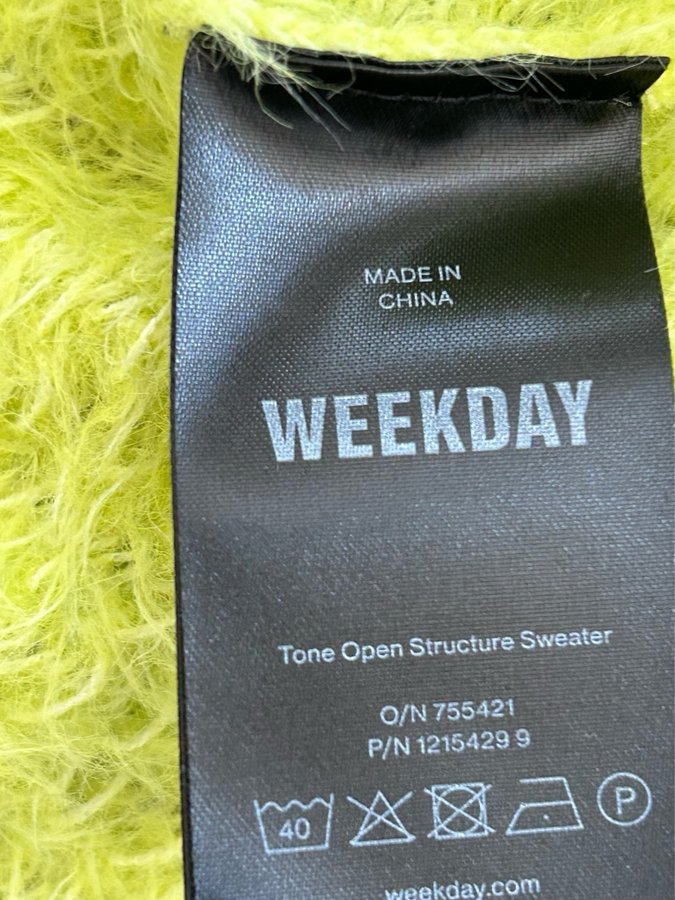 MADE IN
CHINA
WEEKDAY
Tone Open Structure Sweater
O/N 755421
P/N 1215429 9
40 P
weekday.com